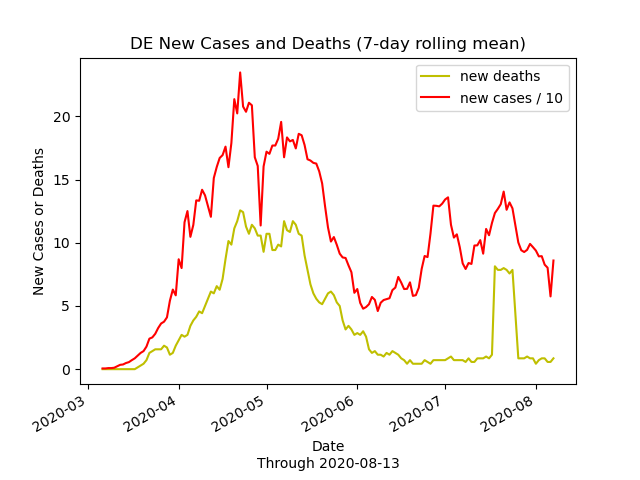 DE New Cases and Deaths (7-day rolling mean)
new deaths
new cases / 10
20
15
10
5
0
New Cases or Deaths
2020-03
2020-04
2020-05
2020-06
2020-07
2020-08
Date
Through 2020-08-13